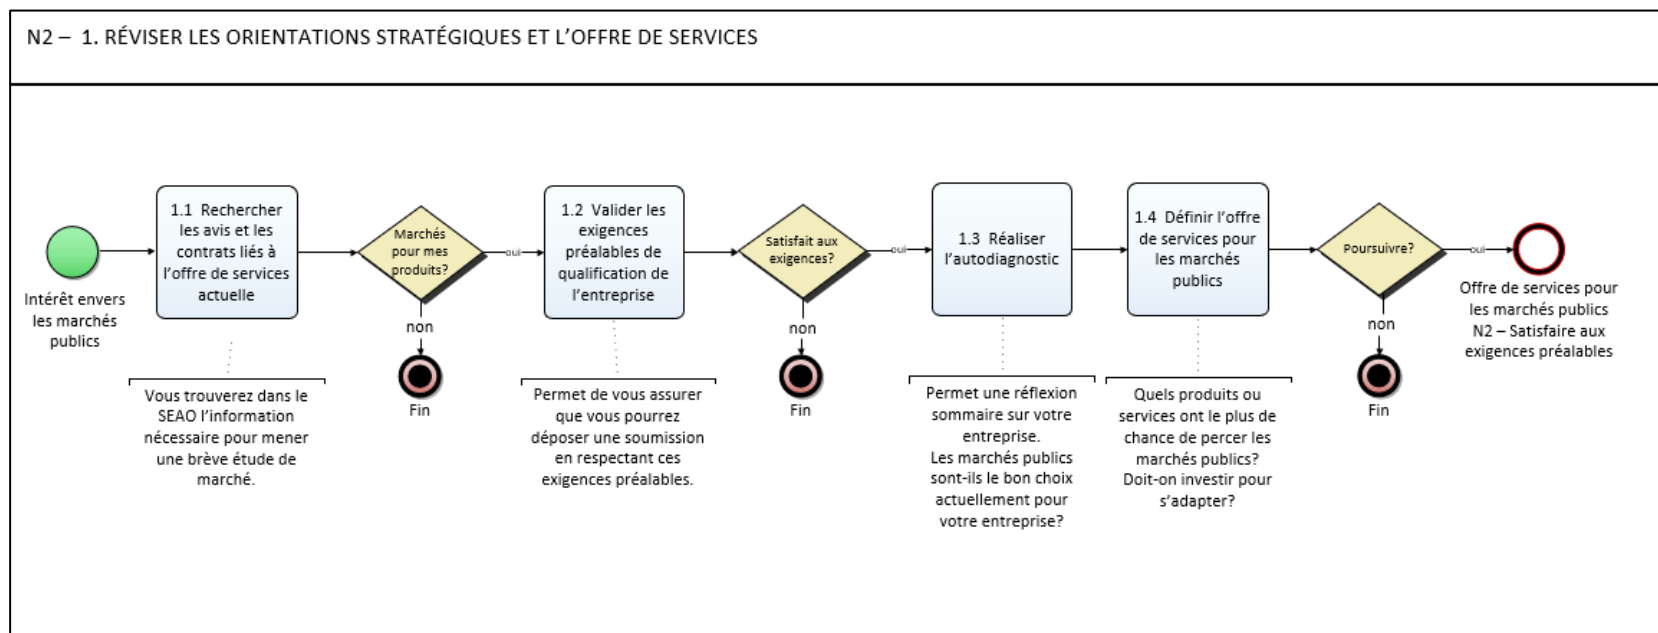 N2 – 1. RÉVISER LES ORIENTATIONS STRATÉGIQUES ET L'OFFRE DE SERVICES
Intérêt envers
les marchés
publics
1.1 Rechercher
les avis et les
contrats liés à
l'offre de services
actuelle
Vous trouverez dans le
SEAO l'information
nécessaire pour mener
une brève étude de
marché.
Marchés
pour mes
produits?
oui
non
Fin
1.2 Valider les
exigences
préalables de
qualification de
l'entreprise
Permet de vous assurer
que vous pourrez
déposer une soumission
en respectant ces
exigences préalables.
Satisfait aux
exigences?
oui
non
Fin
1.3 Réaliser
l'autodiagnostic
Permet une réflexion
sommaire sur votre
entreprise.
Les marchés publics
sont-ils le bon choix
actuellement pour
votre entreprise?
1.4 Définir l'offre
de services pour
les marchés
publics
Quels produits ou
services ont le plus de
chance de percer les
marchés publics?
Doit-on investir pour
s'adapter?
Poursuivre?
oui
non
Fin
Offre de services pour
les marchés publics
N2 – Satisfaire aux
exigences préalables